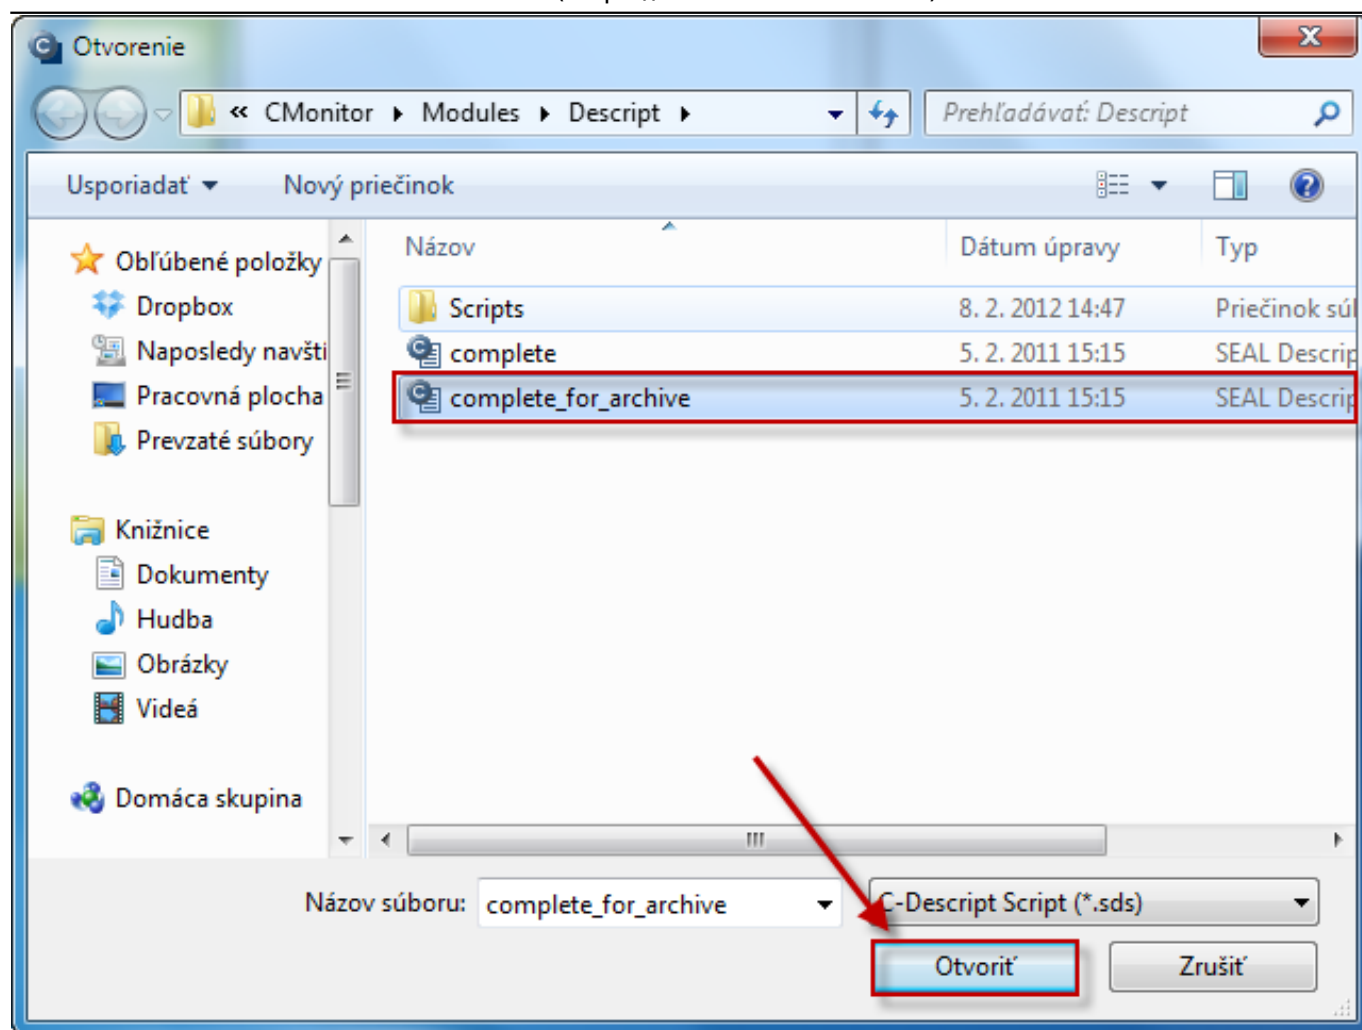 Otvorenie
« CMonitor ▸ Modules ▸ Descript ▸
Prehľadávať: Descript
Usporiadať
Nový priečinok
Názov
Dátum úpravy
Typ
Obľúbené položky
Dropbox
Naposledy navšti
Pracovná plocha
Prevzaté súbory
Knižnice
Dokumenty
Hudba
Obrázky
Videá
Domáca skupina
Scripts 8. 2. 2012 14:47 Priečinok súl
complete 5. 2. 2011 15:15 SEAL Descrip
complete_for_archive 5. 2. 2011 15:15 SEAL Descrip
Názov súboru: complete_for_archive
C-Descript Script (*.sds)
Otvoriť
Zrušiť